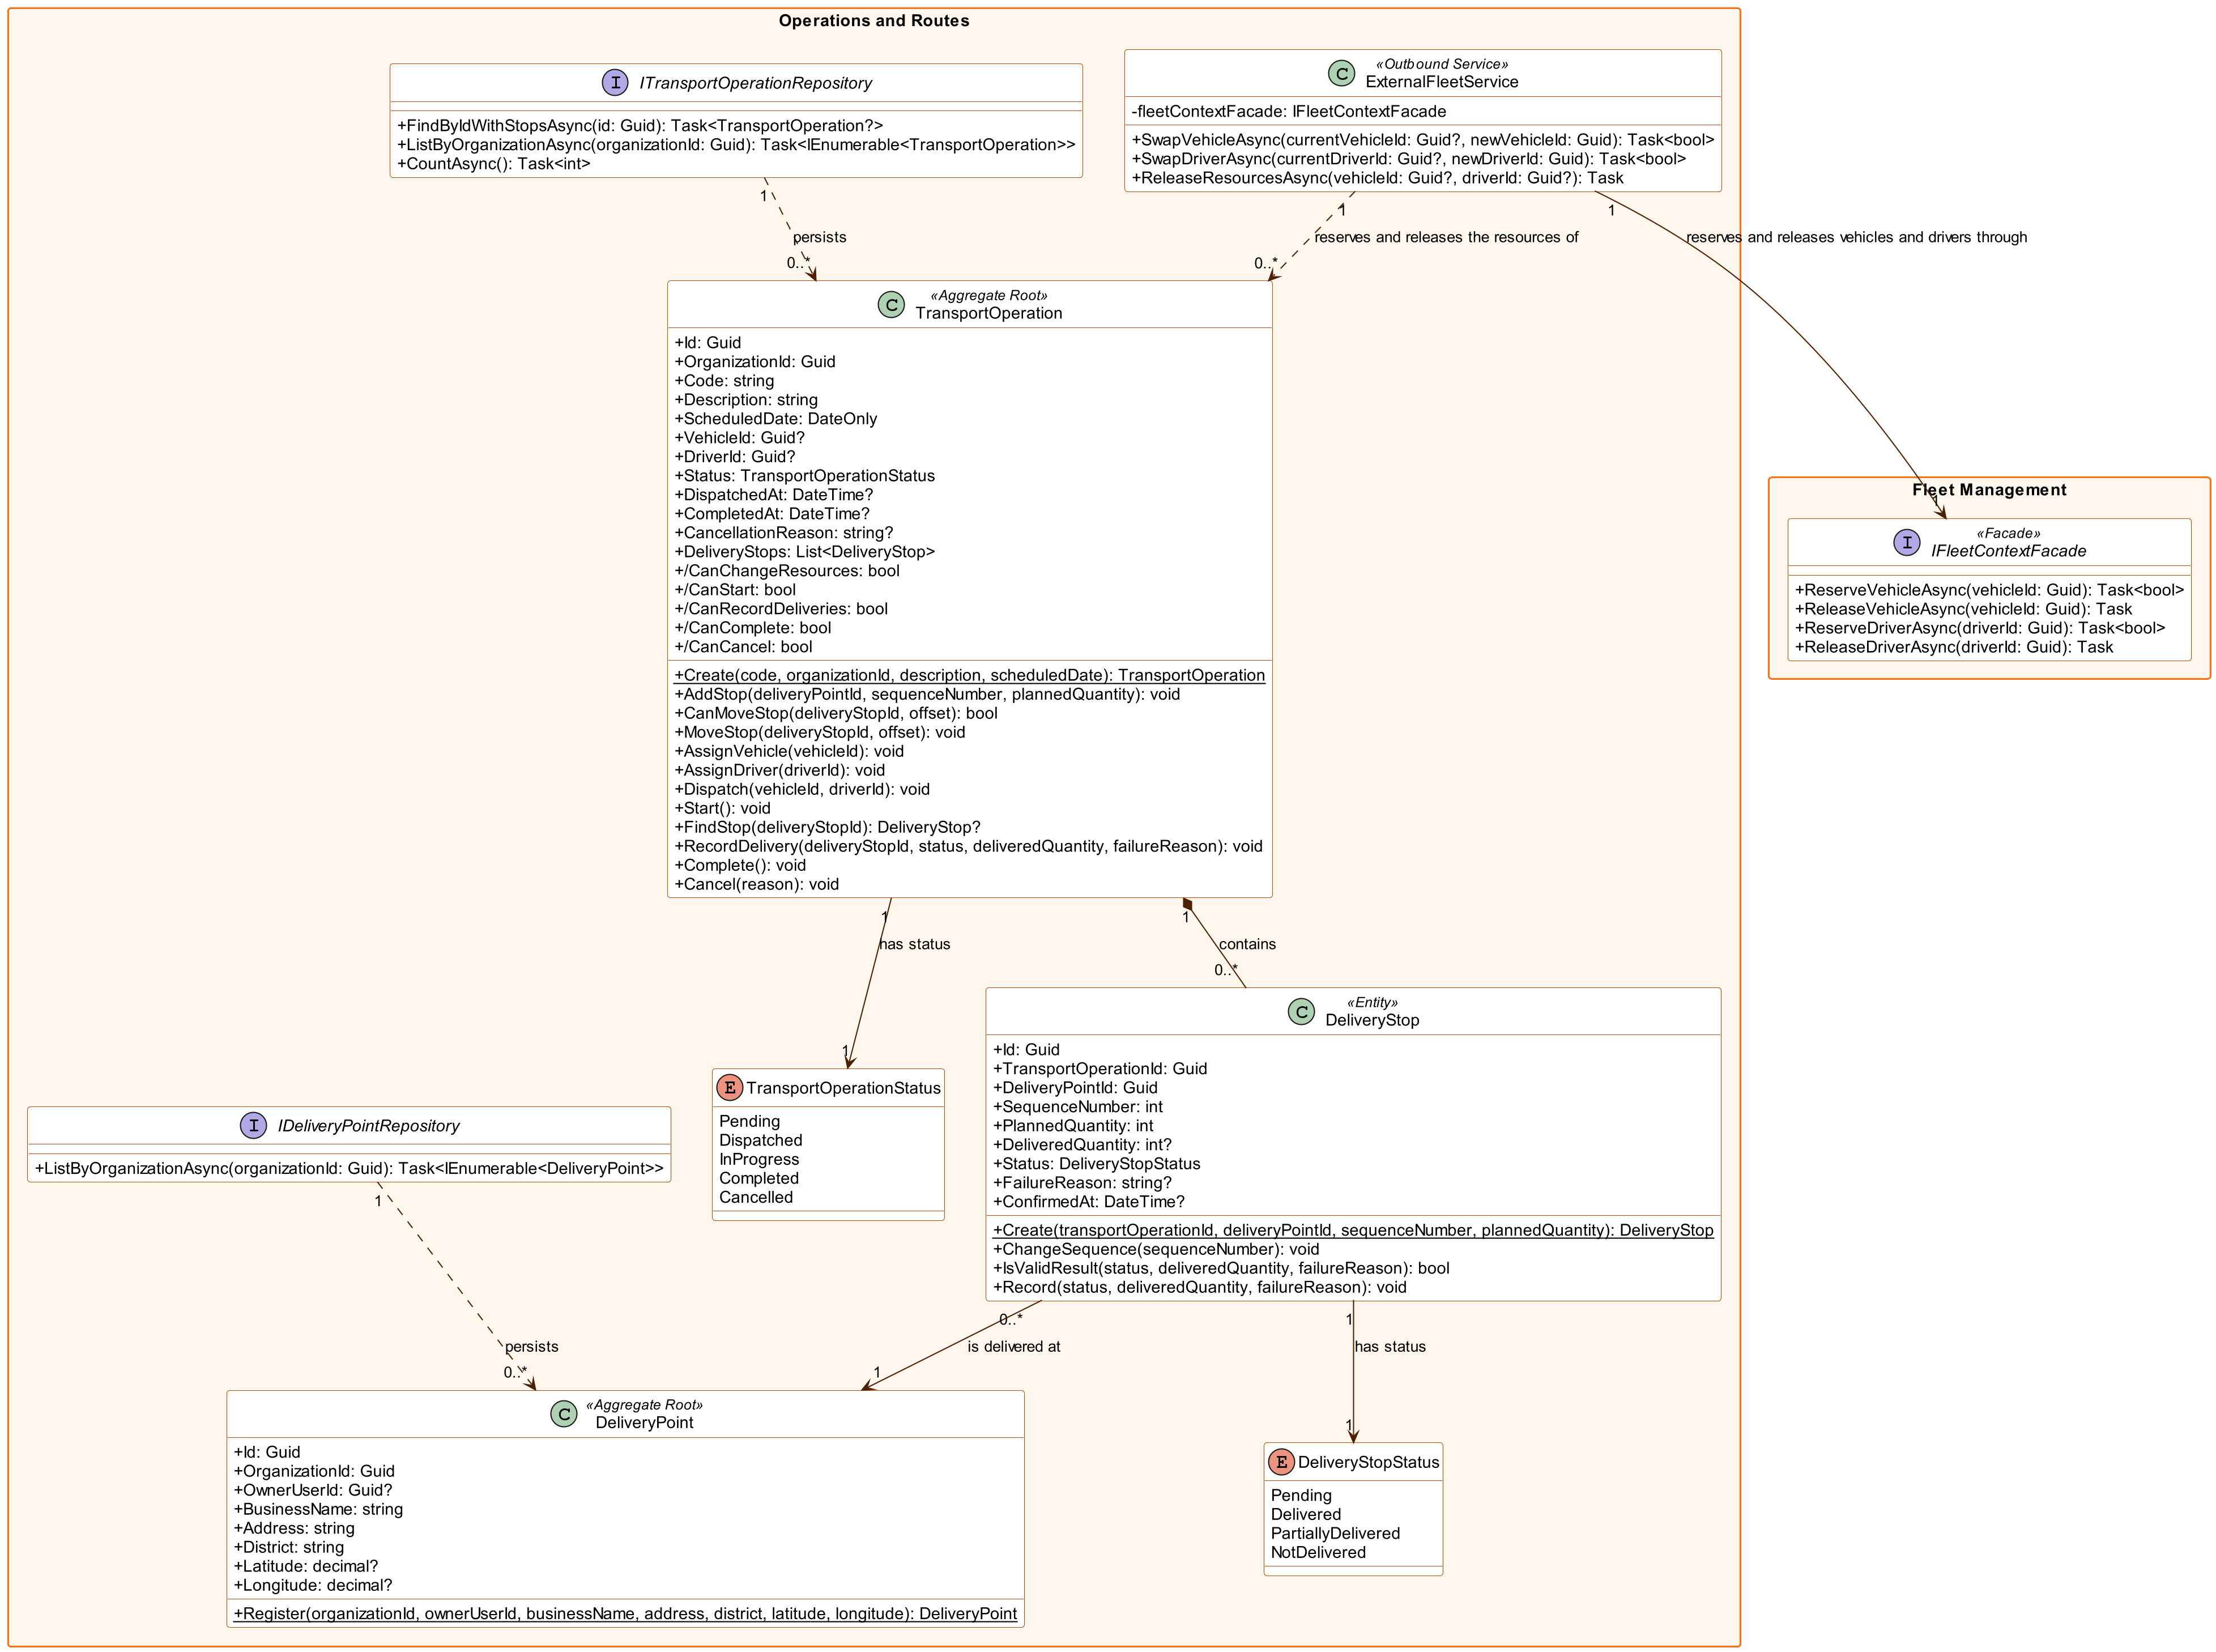 Operations and Routes
I
ITransportOperationRepository
+FindByIdWithStopsAsync(id: Guid): Task<TransportOperation?>
+ListByOrganizationAsync(organizationId: Guid): Task<IEnumerable<TransportOperation>>
+CountAsync(): Task<int>
C
«Outbound Service»
ExternalFleetService
-fleetContextFacade: IFleetContextFacade
+SwapVehicleAsync(currentVehicleId: Guid?, newVehicleId: Guid): Task<bool>
+SwapDriverAsync(currentDriverId: Guid?, newDriverId: Guid): Task<bool>
+ReleaseResourcesAsync(vehicleId: Guid?, driverId: Guid?): Task
1
persists
0..*
1
reserves and releases the resources of
0..*
1
reserves and releases vehicles and drivers through
1
C
«Aggregate Root»
TransportOperation
+Id: Guid
+OrganizationId: Guid
+Code: string
+Description: string
+ScheduledDate: DateOnly
+VehicleId: Guid?
+DriverId: Guid?
+Status: TransportOperationStatus
+DispatchedAt: DateTime?
+CompletedAt: DateTime?
+CancellationReason: string?
+DeliveryStops: List<DeliveryStop>
+/CanChangeResources: bool
+/CanStart: bool
+/CanRecordDeliveries: bool
+/CanComplete: bool
+/CanCancel: bool
+Create(code, organizationId, description, scheduledDate): TransportOperation
+AddStop(deliveryPointId, sequenceNumber, plannedQuantity): void
+CanMoveStop(deliveryStopId, offset): bool
+MoveStop(deliveryStopId, offset): void
+AssignVehicle(vehicleId): void
+AssignDriver(driverId): void
+Dispatch(vehicleId, driverId): void
+Start(): void
+FindStop(deliveryStopId): DeliveryStop?
+RecordDelivery(deliveryStopId, status, deliveredQuantity, failureReason): void
+Complete(): void
+Cancel(reason): void
Fleet Management
I
«Facade»
IFleetContextFacade
+ReserveVehicleAsync(vehicleId: Guid): Task<bool>
+ReleaseVehicleAsync(vehicleId: Guid): Task
+ReserveDriverAsync(driverId: Guid): Task<bool>
+ReleaseDriverAsync(driverId: Guid): Task
1
has status
1
1
contains
0..*
C
«Entity»
DeliveryStop
+Id: Guid
+TransportOperationId: Guid
+DeliveryPointId: Guid
+SequenceNumber: int
+PlannedQuantity: int
+DeliveredQuantity: int?
+Status: DeliveryStopStatus
+FailureReason: string?
+ConfirmedAt: DateTime?
+Create(transportOperationId, deliveryPointId, sequenceNumber, plannedQuantity): DeliveryStop
+ChangeSequence(sequenceNumber): void
+IsValidResult(status, deliveredQuantity, failureReason): bool
+Record(status, deliveredQuantity, failureReason): void
E
TransportOperationStatus
Pending
Dispatched
InProgress
Completed
Cancelled
I
IDeliveryPointRepository
+ListByOrganizationAsync(organizationId: Guid): Task<IEnumerable<DeliveryPoint>>
1
persists
0..*
0..*
is delivered at
1
1
has status
1
C
«Aggregate Root»
DeliveryPoint
+Id: Guid
+OrganizationId: Guid
+OwnerUserId: Guid?
+BusinessName: string
+Address: string
+District: string
+Latitude: decimal?
+Longitude: decimal?
+Register(organizationId, ownerUserId, businessName, address, district, latitude, longitude): DeliveryPoint
E
DeliveryStopStatus
Pending
Delivered
PartiallyDelivered
NotDelivered